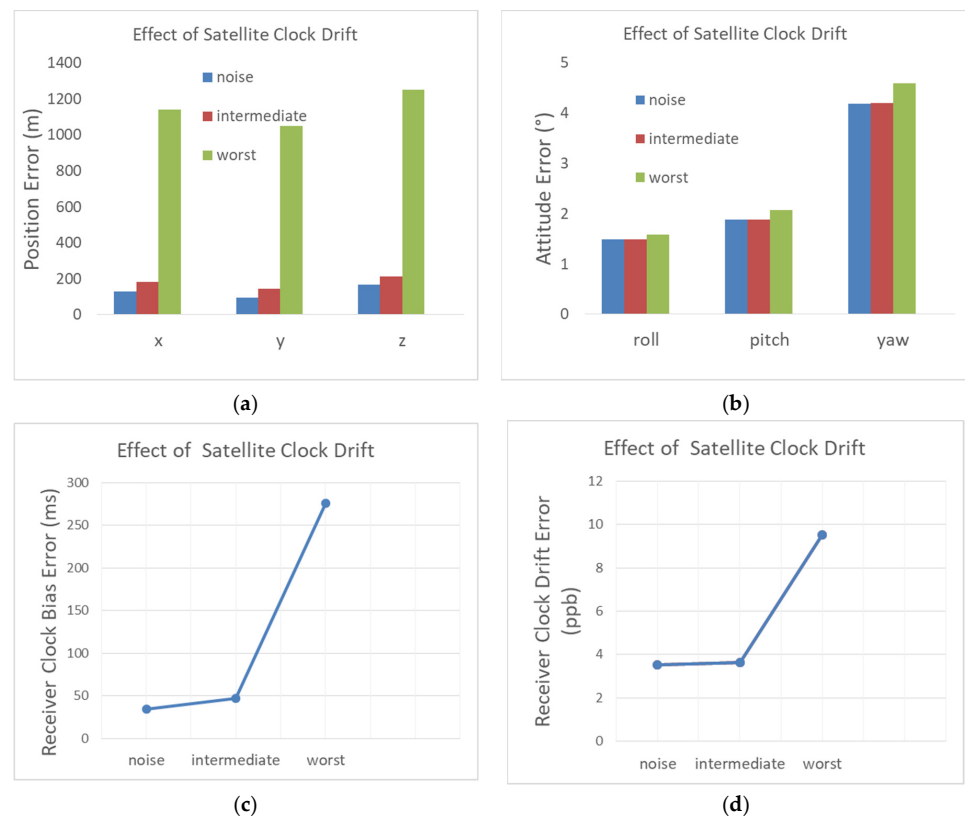 Effect of Satellite Clock Drift
Position Error (m)
1400
1200
1000
800
600
400
200
0
noise
intermediate
worst
x y z
(a)
Effect of Satellite Clock Drift
Attitude Error (°)
5
4
3
2
1
0
noise
intermediate
worst
roll pitch yaw
(b)
Effect of Satellite Clock Drift
Receiver Clock Bias Error (ms)
300
250
200
150
100
50
0
noise intermediate worst
(c)
Effect of Satellite Clock Drift
Receiver Clock Drift Error
(ppb)
12
10
8
6
4
2
0
noise intermediate worst
(d)